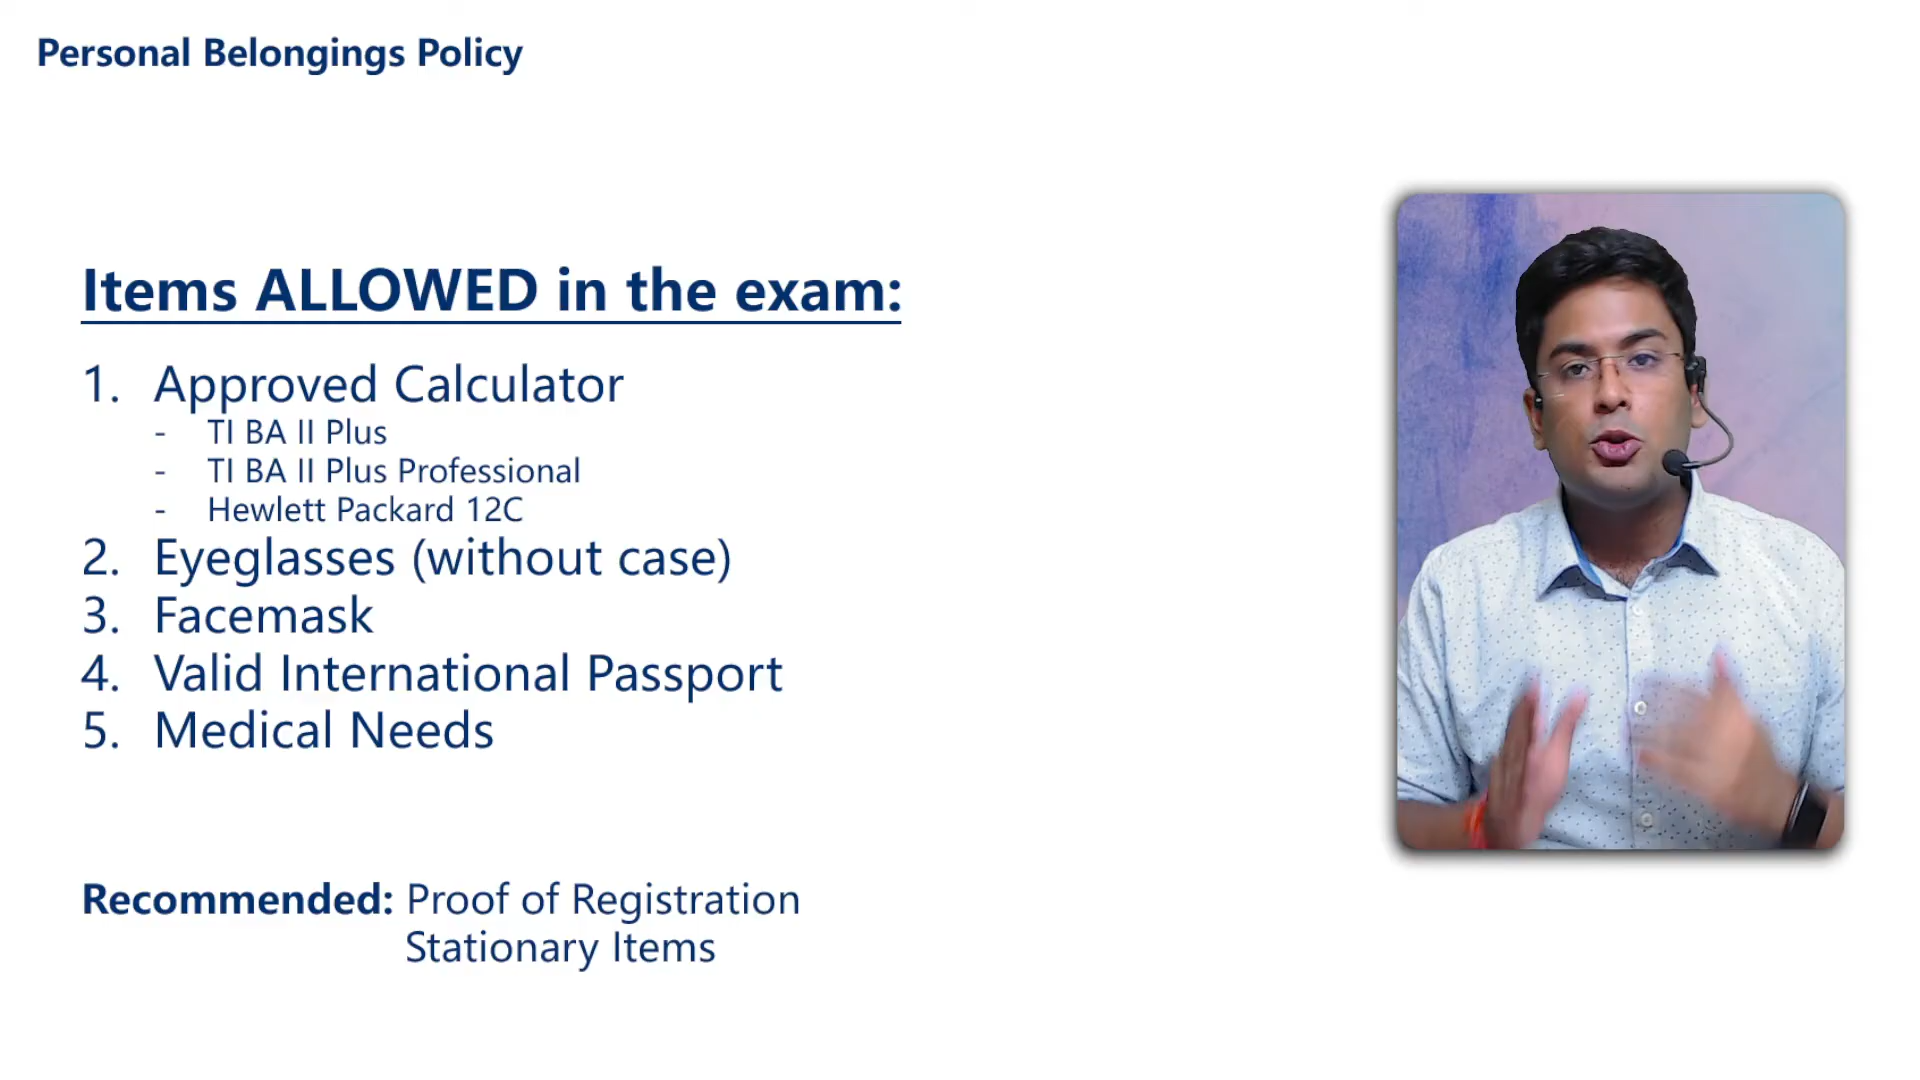 Personal Belongings Policy
Items ALLOWED in the exam:
1. Approved Calculator
- TI BA II Plus
- TI BA II Plus Professional
- Hewlett Packard 12C
2. Eyeglasses (without case)
3. Facemask
4. Valid International Passport
5. Medical Needs
Recommended: Proof of Registration
Stationary Items